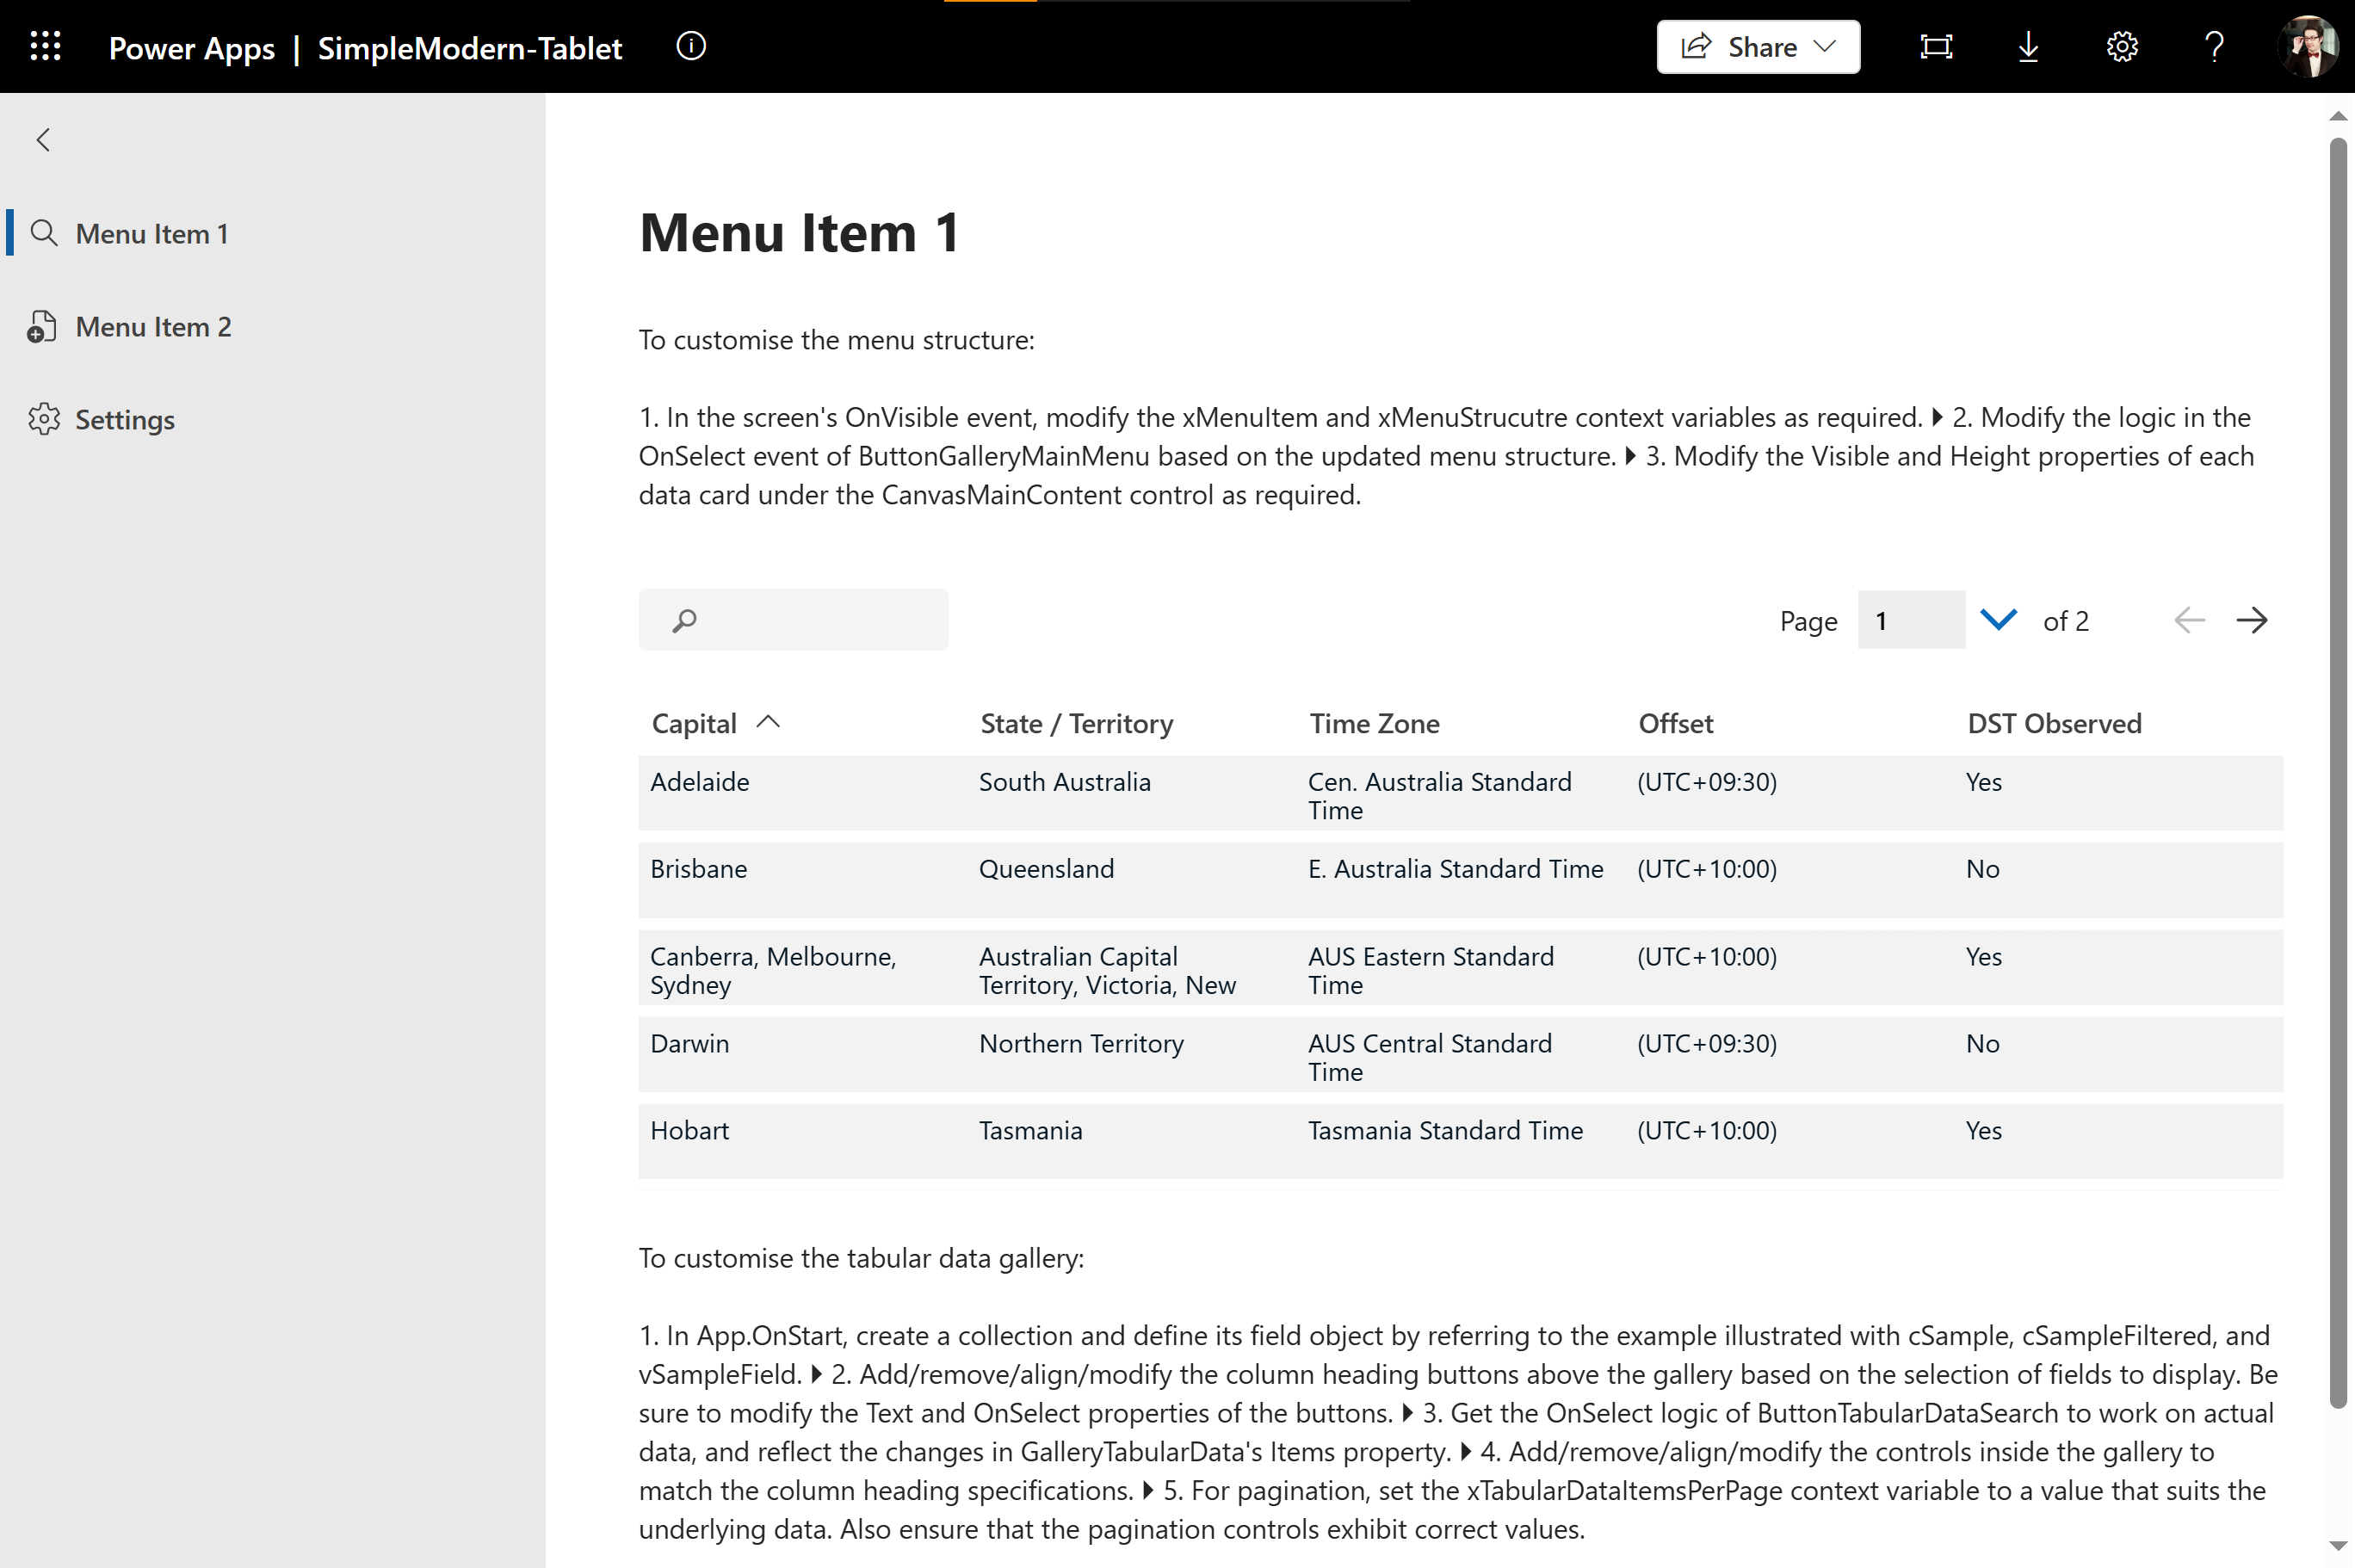 Power Apps | SimpleModern-Tablet
Share
Menu Item 1
Menu Item 2
Settings
Menu Item 1
To customise the menu structure:
1. In the screen's OnVisible event, modify the xMenuItem and xMenuStrucutre context variables as required. 🞂 2. Modify the logic in the
OnSelect event of ButtonGalleryMainMenu based on the updated menu structure. 🞂 3. Modify the Visible and Height properties of each
data card under the CanvasMainContent control as required.
Page 1 of 2
Capital State / Territory Time Zone Offset DST Observed
Adelaide South Australia Cen. Australia Standard (UTC+09:30) Yes
Time
Brisbane Queensland E. Australia Standard Time (UTC+10:00) No
Canberra, Melbourne, Australian Capital AUS Eastern Standard (UTC+10:00) Yes
Sydney Territory, Victoria, New Time
Darwin Northern Territory AUS Central Standard (UTC+09:30) No
Time
Hobart Tasmania Tasmania Standard Time (UTC+10:00) Yes
To customise the tabular data gallery:
1. In App.OnStart, create a collection and define its field object by referring to the example illustrated with cSample, cSampleFiltered, and
vSampleField. 🞂 2. Add/remove/align/modify the column heading buttons above the gallery based on the selection of fields to display. Be
sure to modify the Text and OnSelect properties of the buttons. 🞂 3. Get the OnSelect logic of ButtonTabularDataSearch to work on actual
data, and reflect the changes in GalleryTabularData's Items property. 🞂 4. Add/remove/align/modify the controls inside the gallery to
match the column heading specifications. 🞂 5. For pagination, set the xTabularDataItemsPerPage context variable to a value that suits the
underlying data. Also ensure that the pagination controls exhibit correct values.